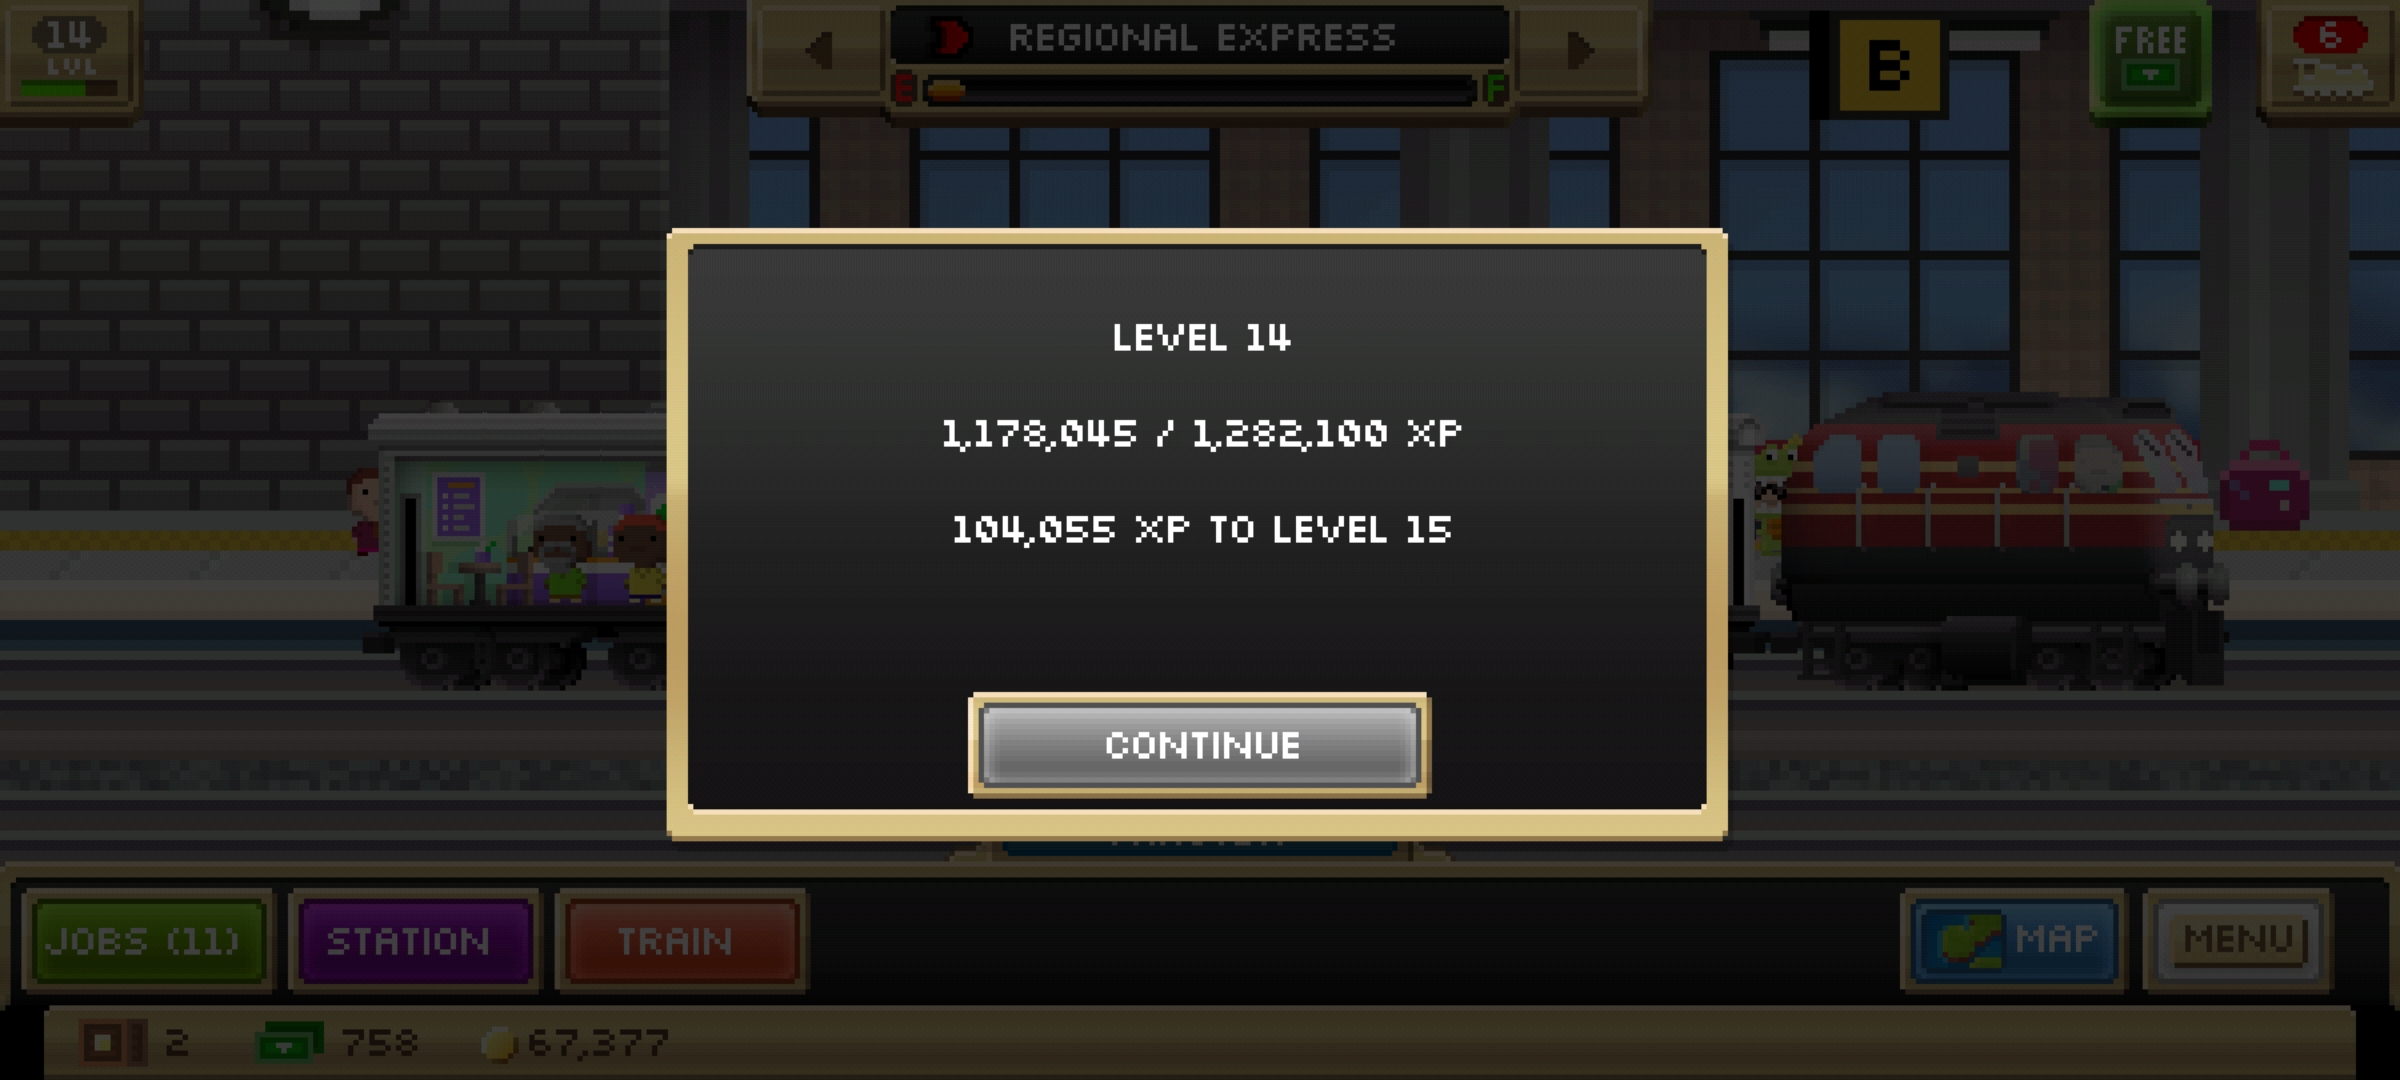 14
LVL
REGIONAL EXPRESS
E
F
B
FREE
6
LEVEL 14
1,178,045 / 1,282,100 XP
104,055 XP TO LEVEL 15
CONTINUE
JOBS (11)
STATION
TRAIN
MAP
MENU
2
758
67,377